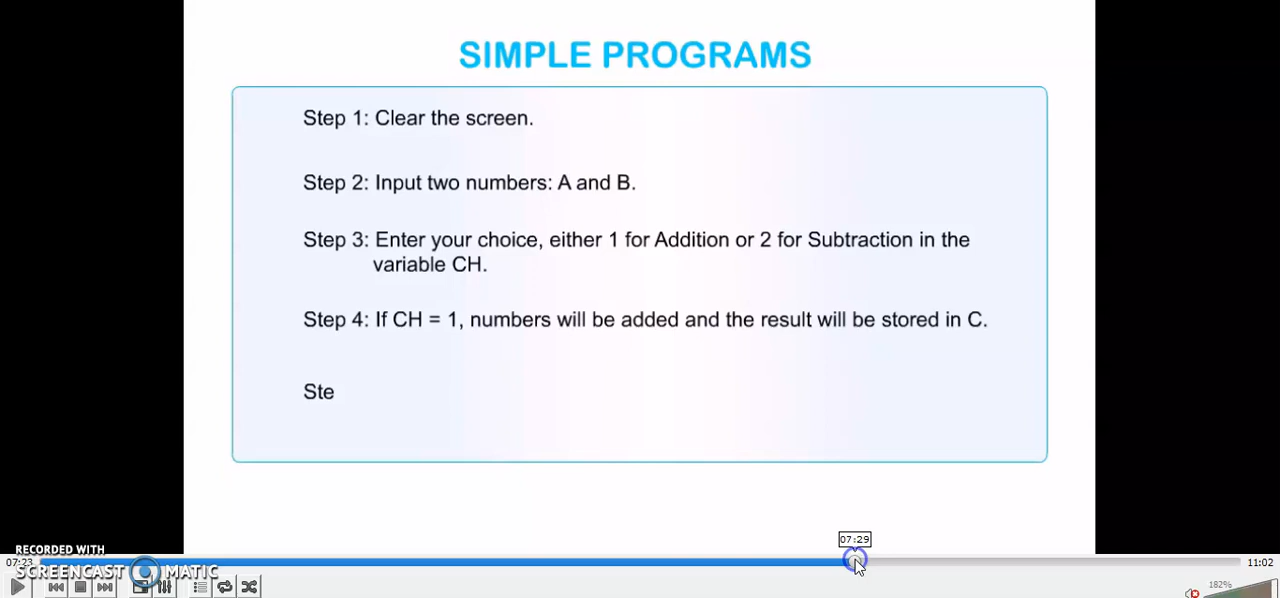 SIMPLE PROGRAMS
Step 1: Clear the screen.
Step 2: Input two numbers: A and B.
Step 3: Enter your choice, either 1 for Addition or 2 for Subtraction in the
variable CH.
Step 4: If CH = 1, numbers will be added and the result will be stored in C.
Ste
07:29
RECORDED WITH
07:23
11:02
SCREENCAST MATIC
182%